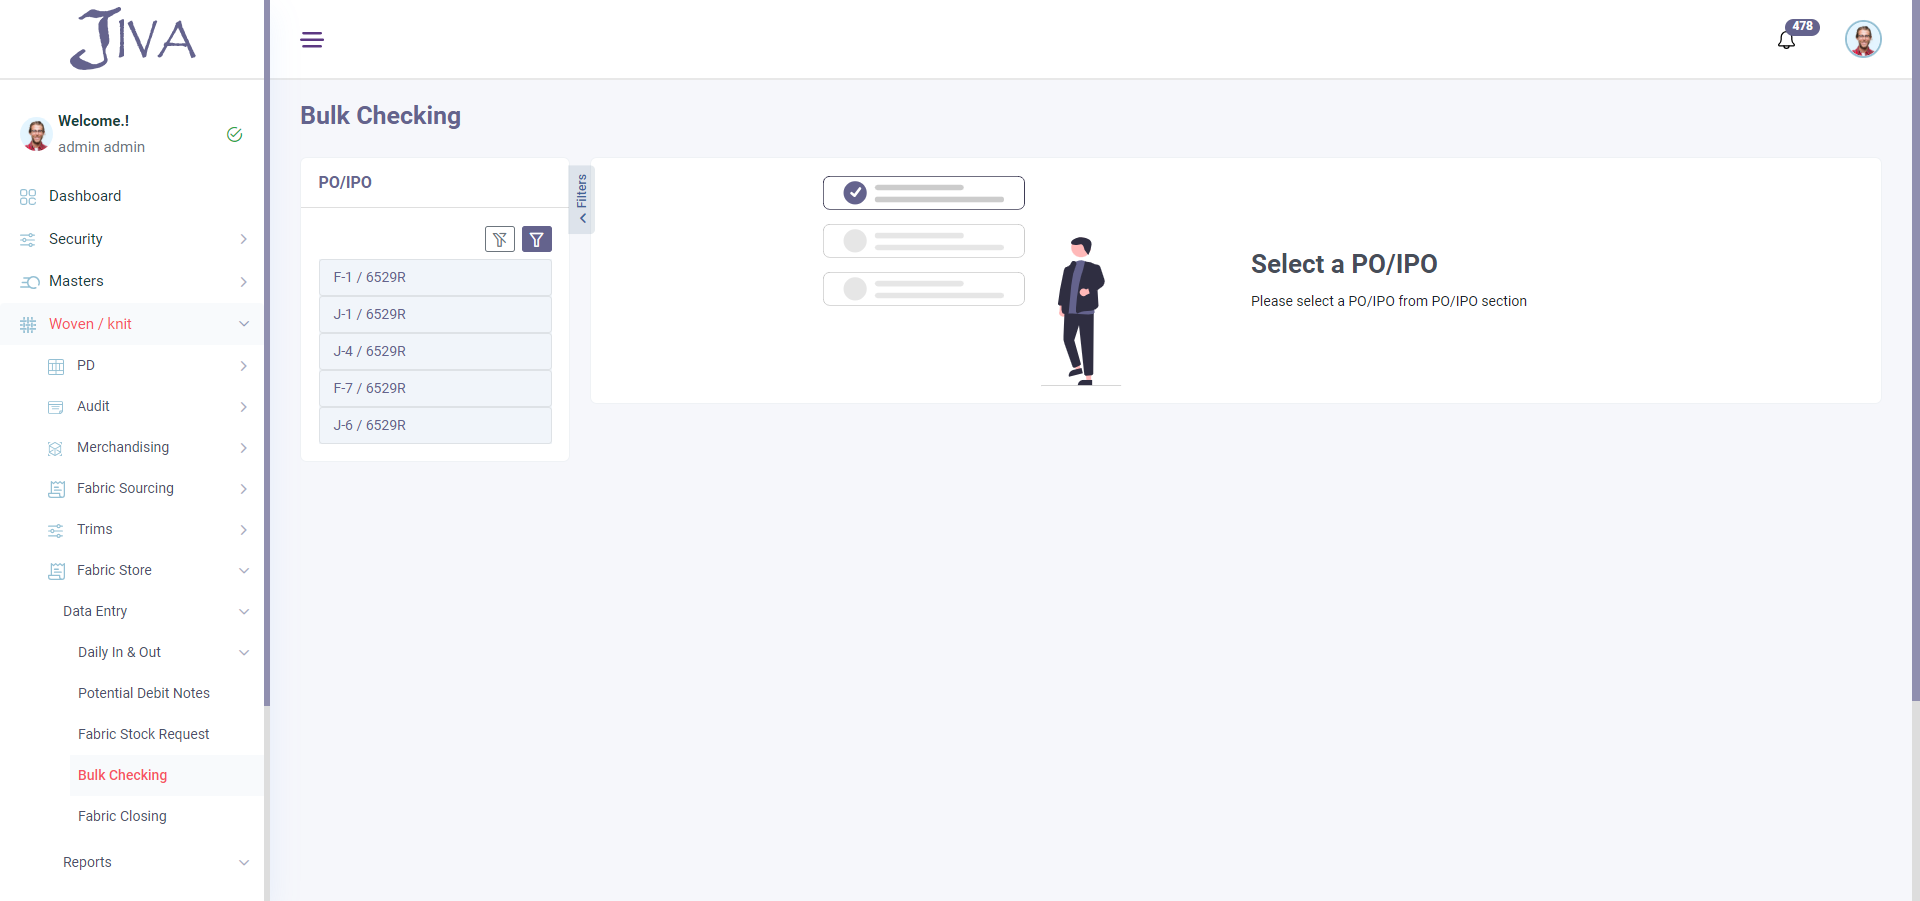 JIVA
478
Welcome.!
admin admin
Dashboard
Security
Masters
Woven / knit
PD
Audit
Merchandising
Fabric Sourcing
Trims
Fabric Store
Data Entry
Daily In & Out
Potential Debit Notes
Fabric Stock Request
Bulk Checking
Fabric Closing
Reports
Bulk Checking
PO/IPO
Filters
F-1 / 6529R
J-1 / 6529R
J-4 / 6529R
F-7 / 6529R
J-6 / 6529R
Select a PO/IPO
Please select a PO/IPO from PO/IPO section